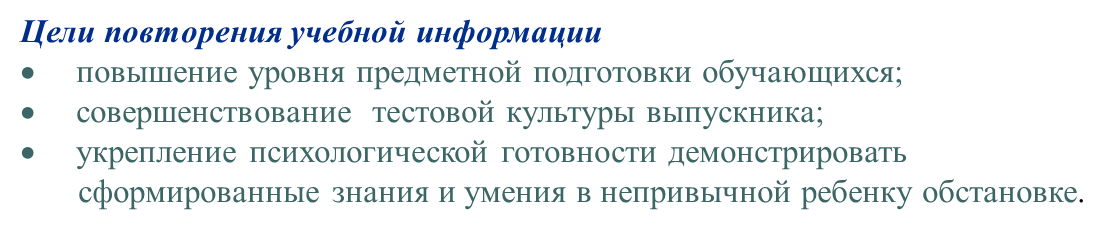 Цели повторения учебной информации
• повышение уровня предметной подготовки обучающихся;
• совершенствование тестовой культуры выпускника;
• укрепление психологической готовности демонстрировать
сформированные знания и умения в непривычной ребенку обстановке.